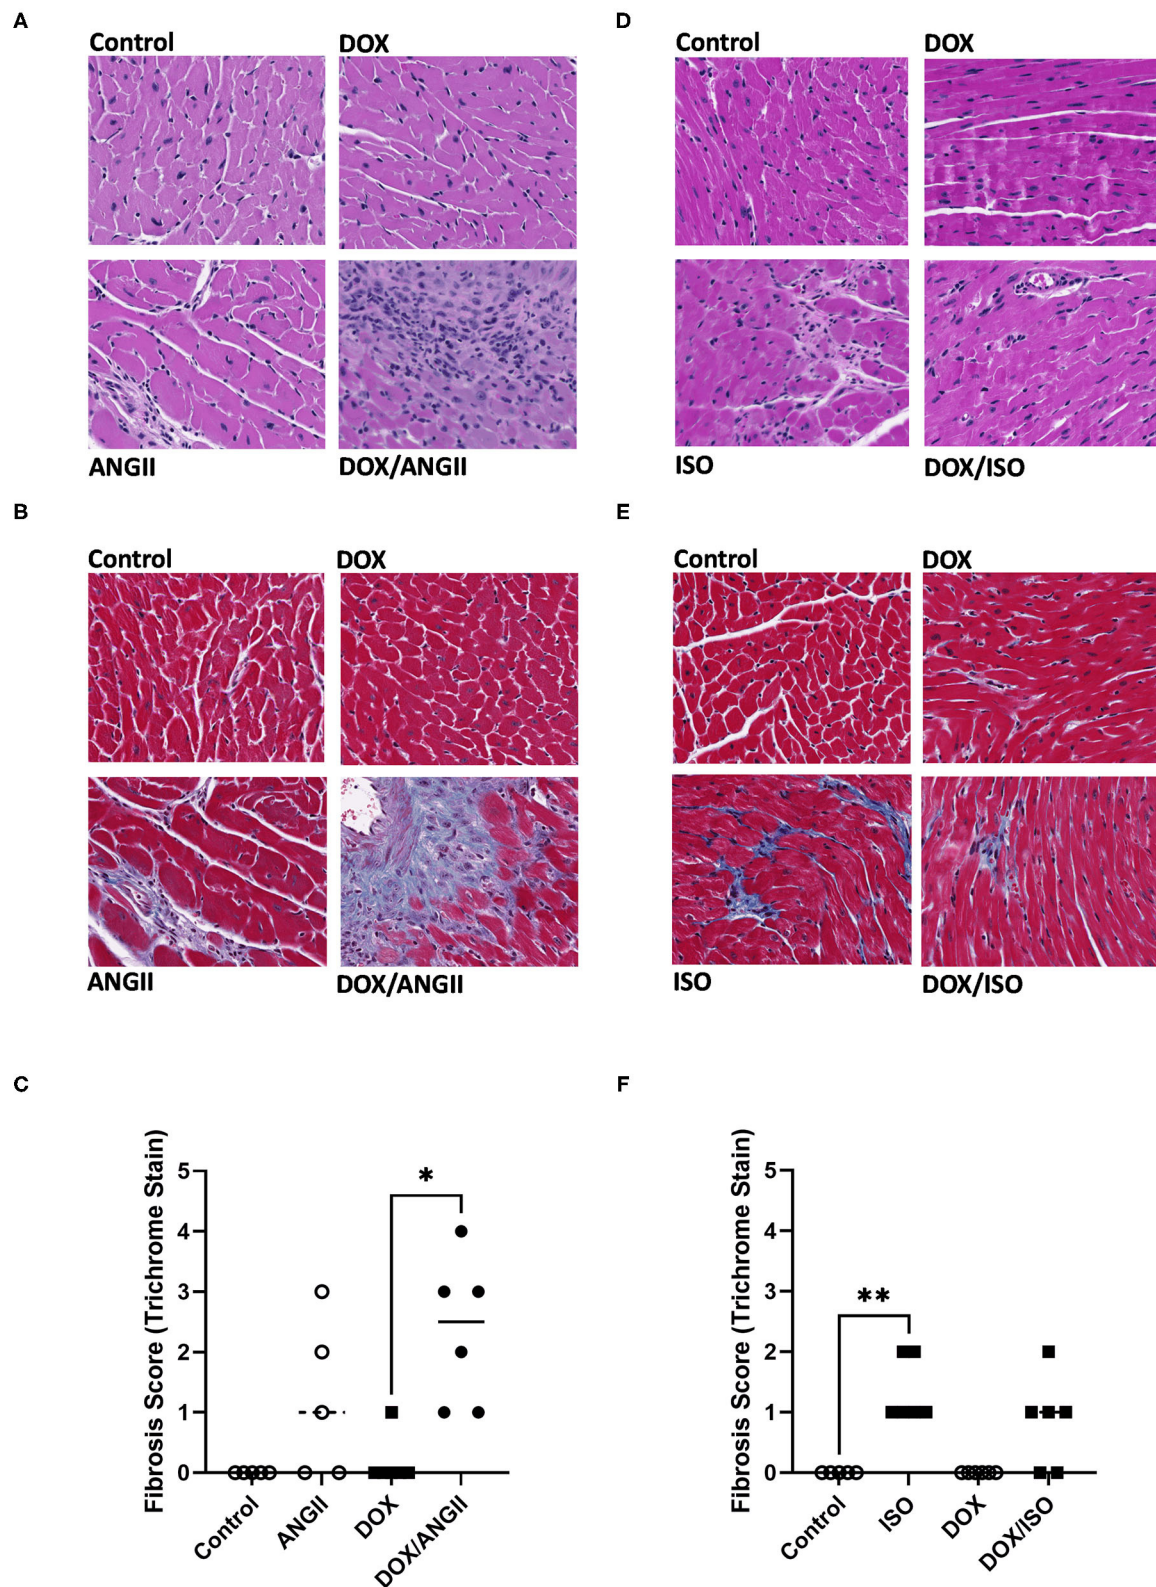 A
Control DOX
ANGII DOX/ANGII
D
Control DOX
ISO DOX/ISO
B
Control DOX
ANGII DOX/ANGII
E
Control DOX
ISO DOX/ISO
C
Fibrosis Score (Trichrome Stain)
5
4
3
2
1
0
*
Control ANGII DOX DOX/ANGII
F
Fibrosis Score (Trichrome Stain)
5
4
3
2
1
0
**
Control ISO DOX DOX/ISO